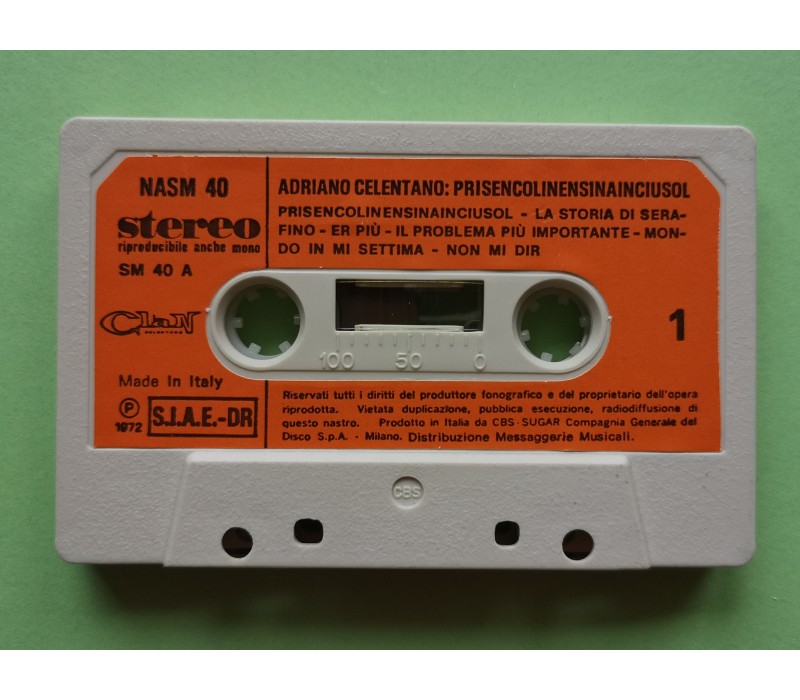 NASM 40
stereo
riproducibile anche mono
SM 40 A
ClaN
CELENTANO
Made In Italy
Ⓟ
1972
S.I.A.E.-DR
ADRIANO CELENTANO: PRISENCOLINENSINAINCIUSOL
PRISENCOLINENSINAINCIUSOL - LA STORIA DI SERA-
FINO - ER PIÙ - IL PROBLEMA PIÙ IMPORTANTE - MON-
DO IN MI SETTIMA - NON MI DIR
100 50 0
1
Riservati tutti i diritti del produttore fonografico e del proprietario dell'opera
riprodotta. Vietata duplicazione, pubblica esecuzione, radiodiffusione di
questo nastro. Prodotto in Italia da CBS-SUGAR Compagnia Generale del
Disco S.p.A. - Milano. Distribuzione Messaggerie Musicali.
CBS